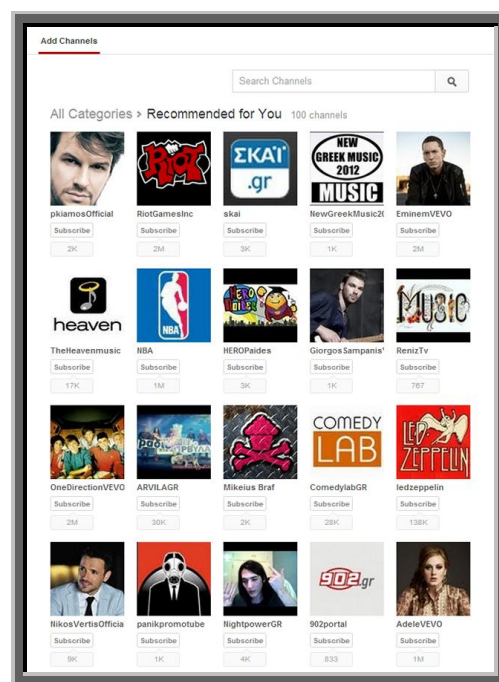 Add Channels
Search Channels
All Categories > Recommended for You 100 channels
RIOT
ΣΚΑΪ
.gr
NEW
GREEK MUSIC
2012
MUSIC
pkiamosOfficial RiotGamesInc skai NewGreekMusic20 EminemVEVO
Subscribe Subscribe Subscribe Subscribe Subscribe
2K 2M 3K 1K 2M
heaven
NBA
HERO
MUSIC
TheHeavenmusic NBA HEROPaides GiorgosSampanis RenizTv
Subscribe Subscribe Subscribe Subscribe Subscribe
17K 1M 3K 1K 767
COMEDY
LAB
LED
ZEPPELIN
OneDirectionVEVO ARVILAGR Mikeius Braf ComedylabGR ledzeppelin
Subscribe Subscribe Subscribe Subscribe Subscribe
2M 30K 2K 28K 138K
902.gr
NikosVertisOfficia panikpromotube NightpowerGR 902portal AdeleVEVO
Subscribe Subscribe Subscribe Subscribe Subscribe
9K 1K 4K 833 1M